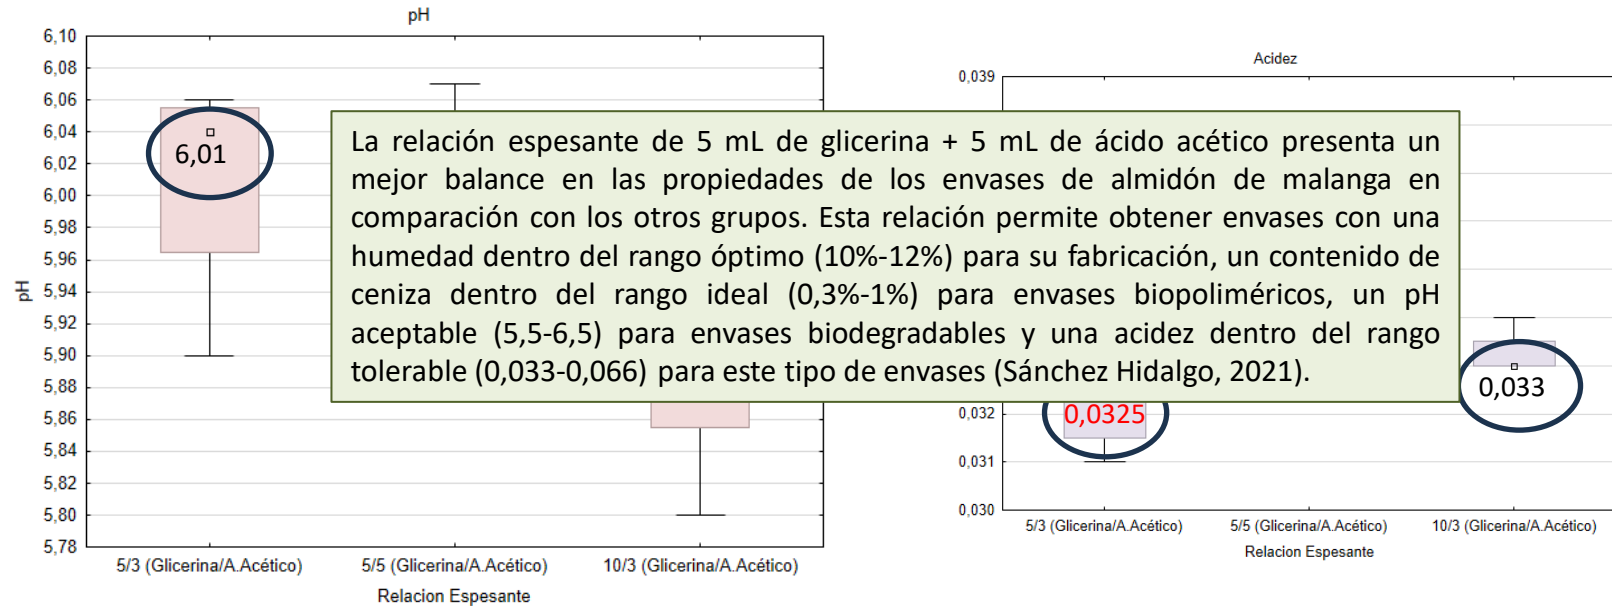 pH
6,10
6,08
6,06
6,04
6,02
6,00
5,98
5,96
5,94
5,92
5,90
5,88
5,86
5,84
5,82
5,80
5,78
pH
6,01
5/3 (Glicerina/A.Acético)
5/5 (Glicerina/A.Acético)
10/3 (Glicerina/A.Acético)
Relacion Espesante
La relación espesante de 5 mL de glicerina + 5 mL de ácido acético presenta un
mejor balance en las propiedades de los envases de almidón de malanga en
comparación con los otros grupos. Esta relación permite obtener envases con una
humedad dentro del rango óptimo (10%-12%) para su fabricación, un contenido de
ceniza dentro del rango ideal (0,3%-1%) para envases biopoliméricos, un pH
aceptable (5,5-6,5) para envases biodegradables y una acidez dentro del rango
tolerable (0,033-0,066) para este tipo de envases (Sánchez Hidalgo, 2021).
Acidez
0,039
0,032
0,031
0,030
0,0325
0,033
5/3 (Glicerina/A.Acético)
5/5 (Glicerina/A.Acético)
10/3 (Glicerina/A.Acético)
Relacion Espesante